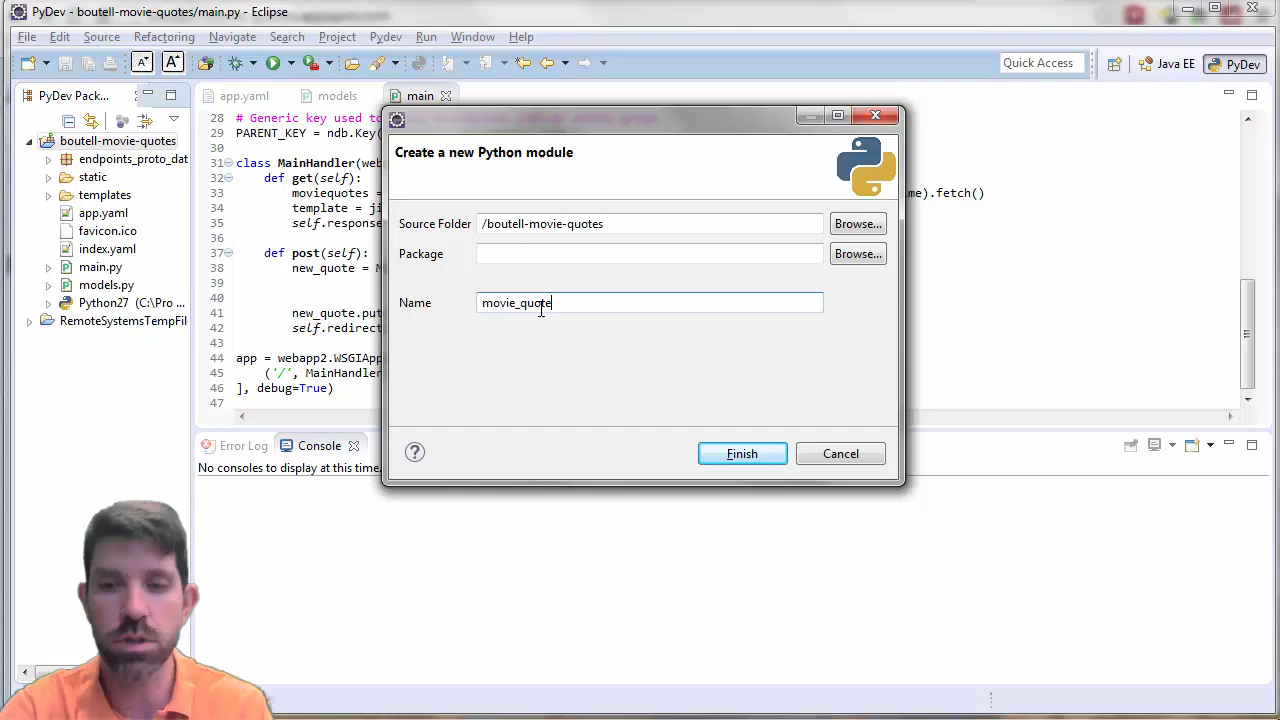 PyDev - boutell-movie-quotes/main.py - Eclipse
File Edit Source Refactoring Navigate Search Project Pydev Run Window Help
Quick Access
Java EE
PyDev
PyDev Pack...
boutell-movie-quotes
endpoints_proto_dat
static
templates
app.yaml
favicon.ico
index.yaml
main.py
models.py
Python27 (C:\Pro ...
RemoteSystemsTempFil
app.yaml models main
28 # Generic key used to
29 PARENT_KEY = ndb.Key(
30
31 class MainHandler(web
32 def get(self):
33 moviequotes = me).fetch()
34 template = ji
35 self.response
36
37 def post(self):
38 new_quote = M
39
40
41 new_quote.put
42 self.redirect
43
44 app = webapp2.WSGIApp
45 ('/', MainHandler
46 ], debug=True)
47
Create a new Python module
Source Folder /boutell-movie-quotes Browse...
Package Browse...
Name movie_quote
Finish Cancel
Error Log Console
No consoles to display at this time.